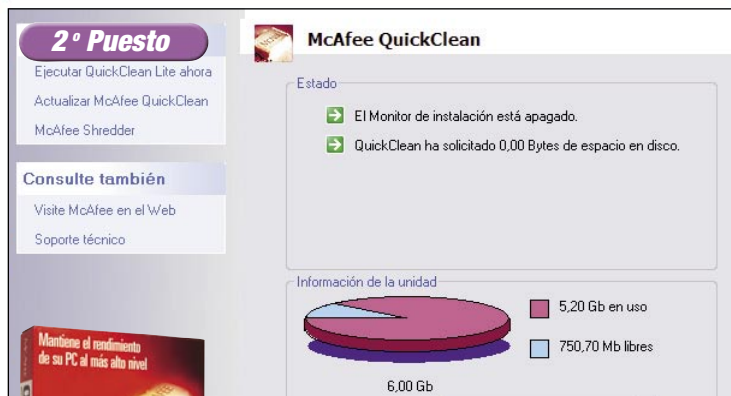 2º Puesto
Ejecutar QuickClean Lite ahora
Actualizar McAfee QuickClean
McAfee Shredder
Consulte también
Visite McAfee en el Web
Soporte técnico
Mantiene el rendimiento
de su PC al más alto nivel
McAfee QuickClean
Estado
El Monitor de instalación está apagado.
QuickClean ha solicitado 0,00 Bytes de espacio en disco.
Información de la unidad
5,20 Gb en uso
750,70 Mb libres
6,00 Gb